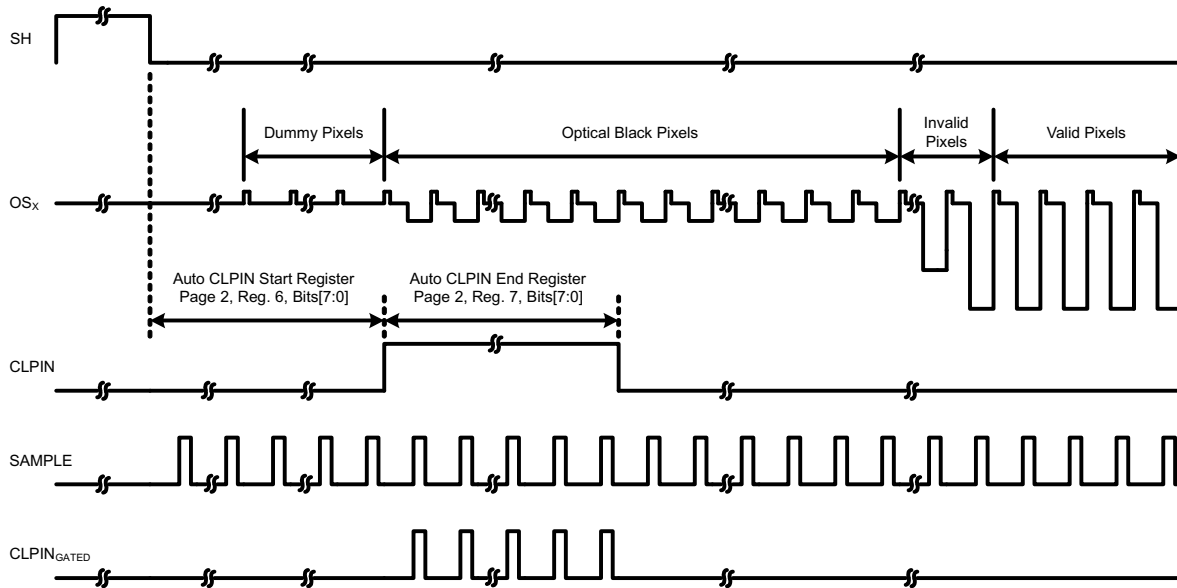 SH
Dummy Pixels
Optical Black Pixels
Invalid
Pixels
Valid Pixels
OSX
Auto CLPIN Start Register
Page 2, Reg. 6, Bits[7:0]
Auto CLPIN End Register
Page 2, Reg. 7, Bits[7:0]
CLPIN
SAMPLE
CLPINGATED